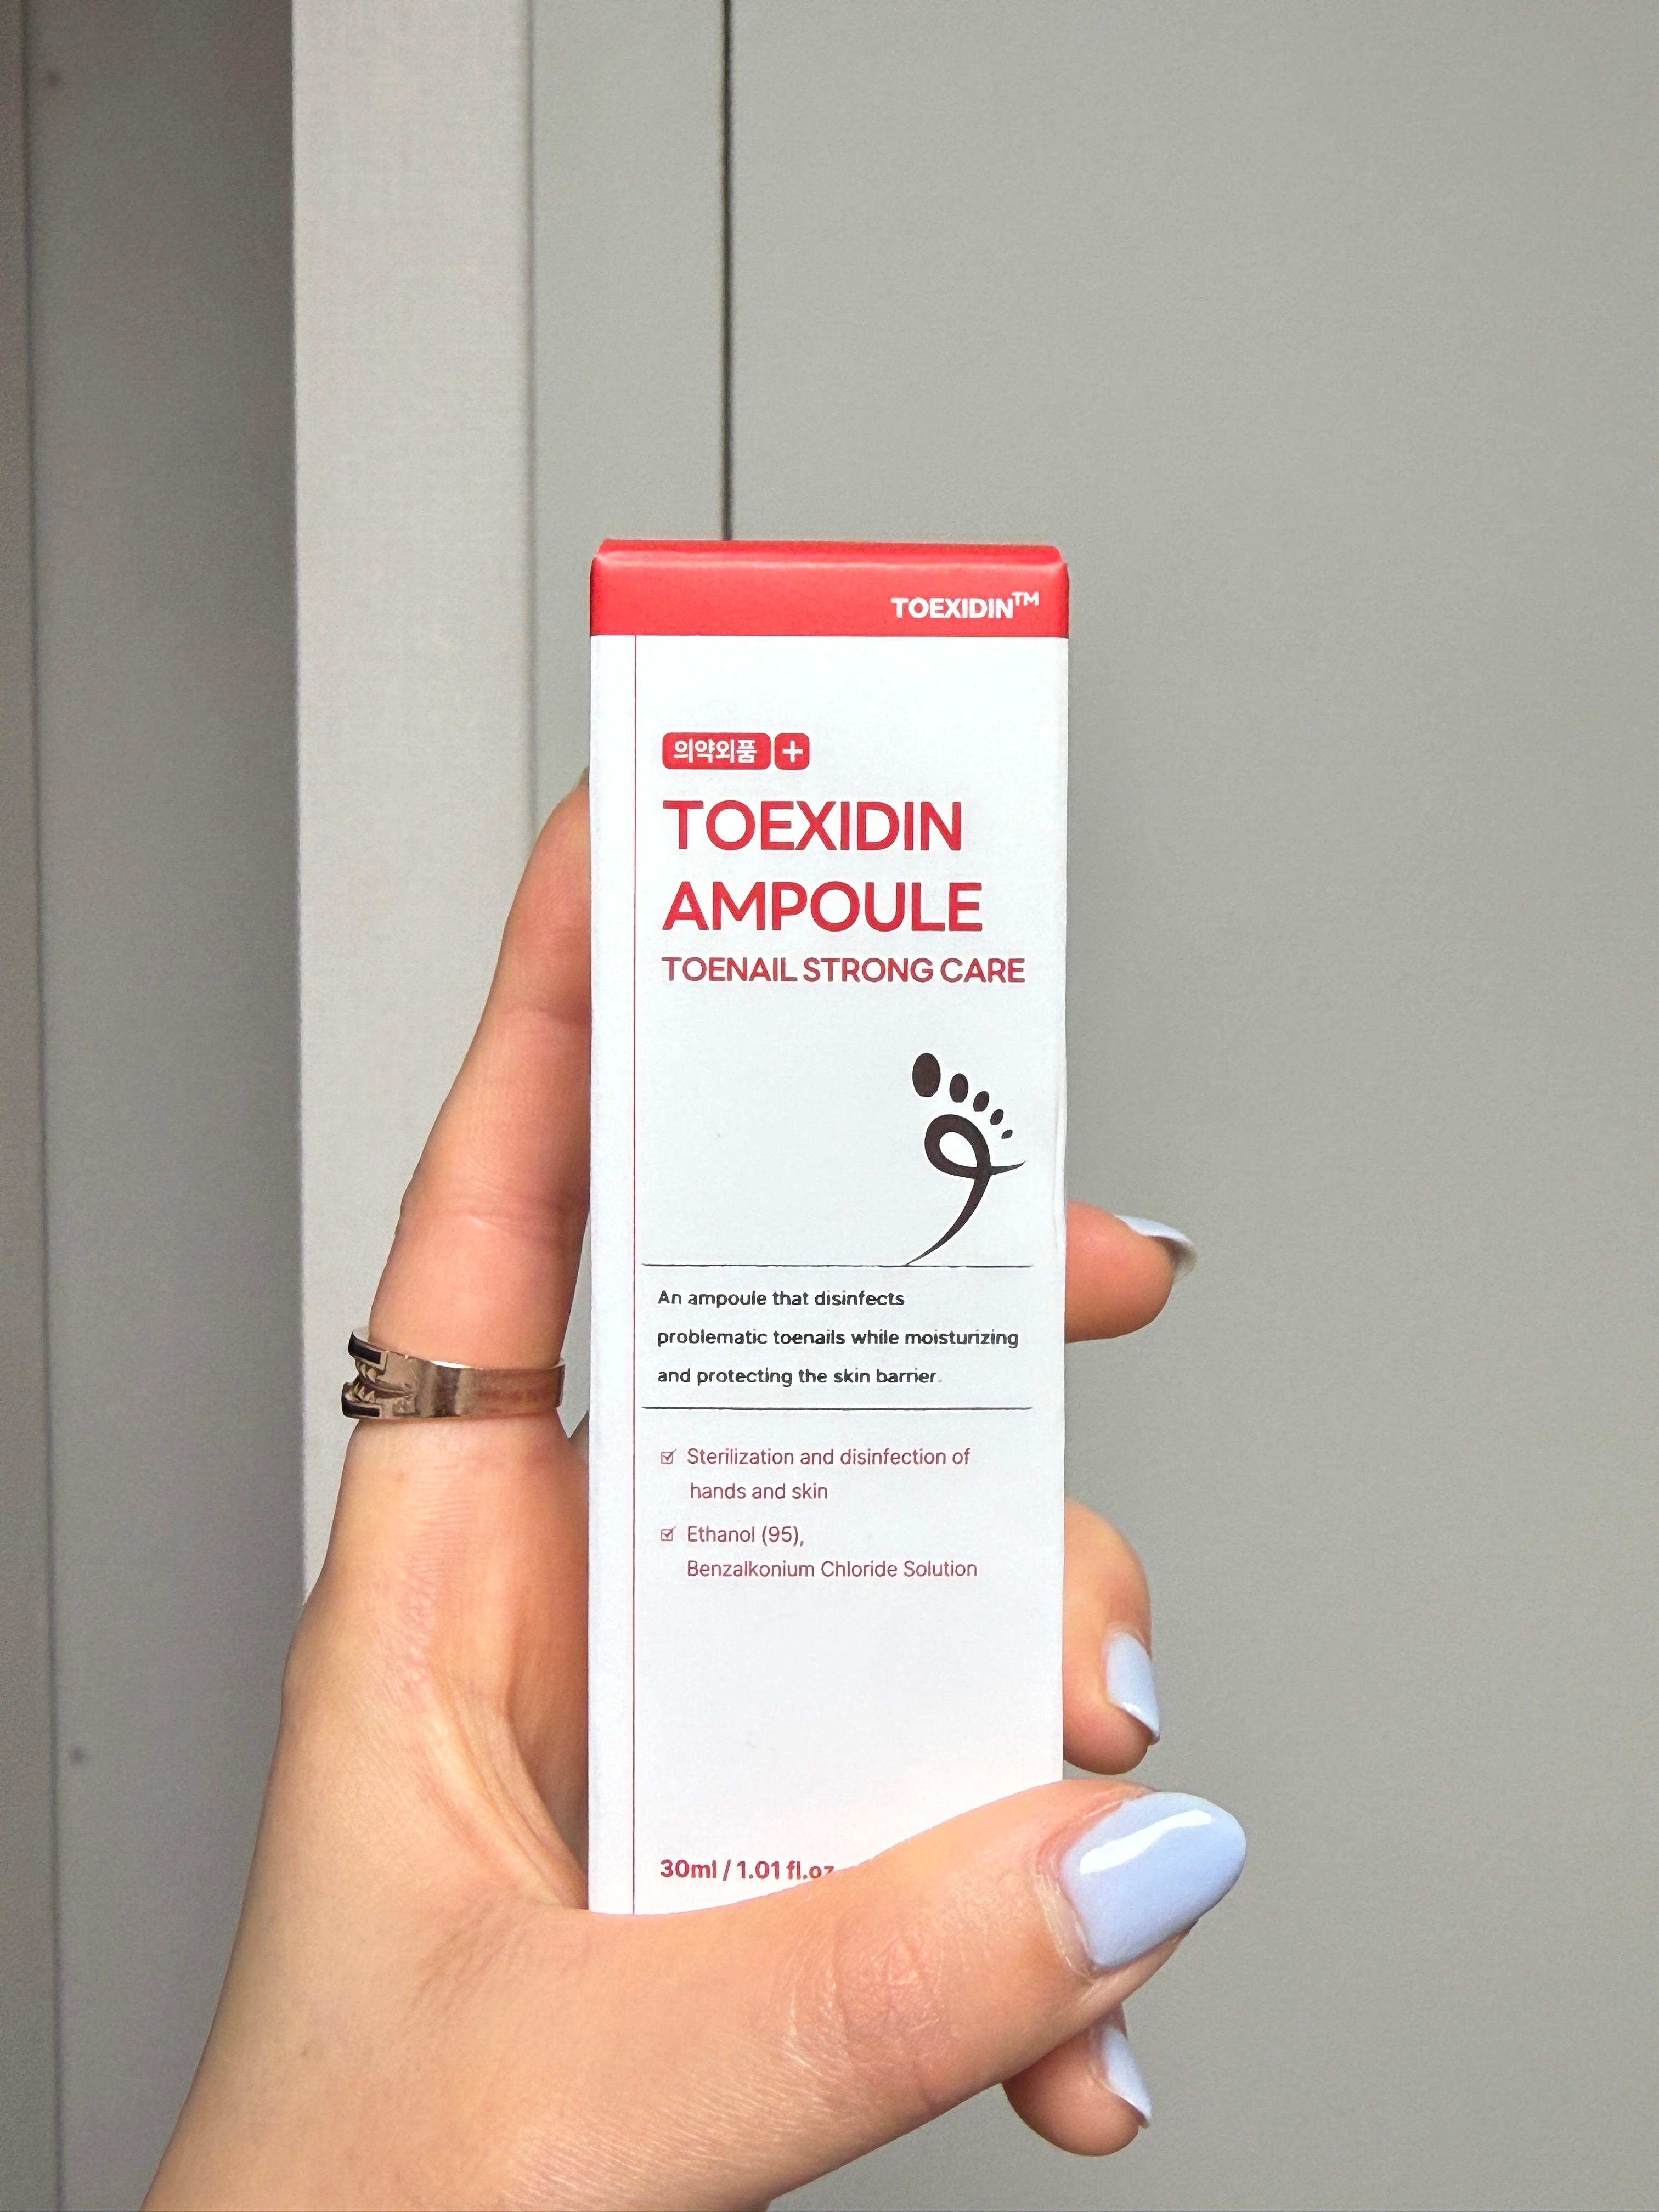 TOEXIDIN™
의약외품 +
TOEXIDIN
AMPOULE
TOENAIL STRONG CARE
An ampoule that disinfects
problematic toenails while moisturizing
and protecting the skin barrier.
☑ Sterilization and disinfection of
hands and skin
☑ Ethanol (95),
Benzalkonium Chloride Solution
30ml / 1.01 fl.oz